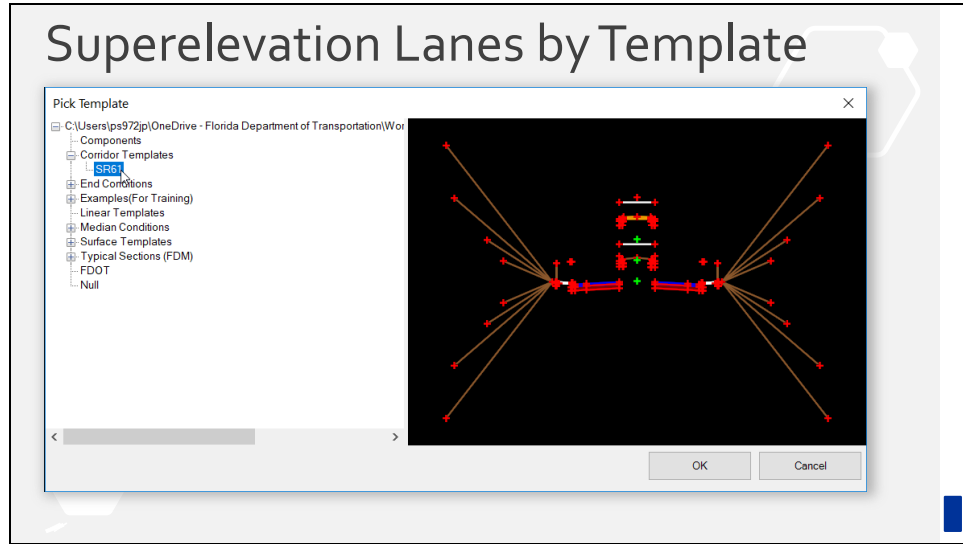 Superelevation Lanes by Template
Pick Template
C:\Users\ps972jp\OneDrive - Florida Department of Transportation\Wor
Components
Corridor Templates
SR61
End Conditions
Examples(For Training)
Linear Templates
Median Conditions
Surface Templates
Typical Sections (FDM)
FDOT
Null
OK
Cancel